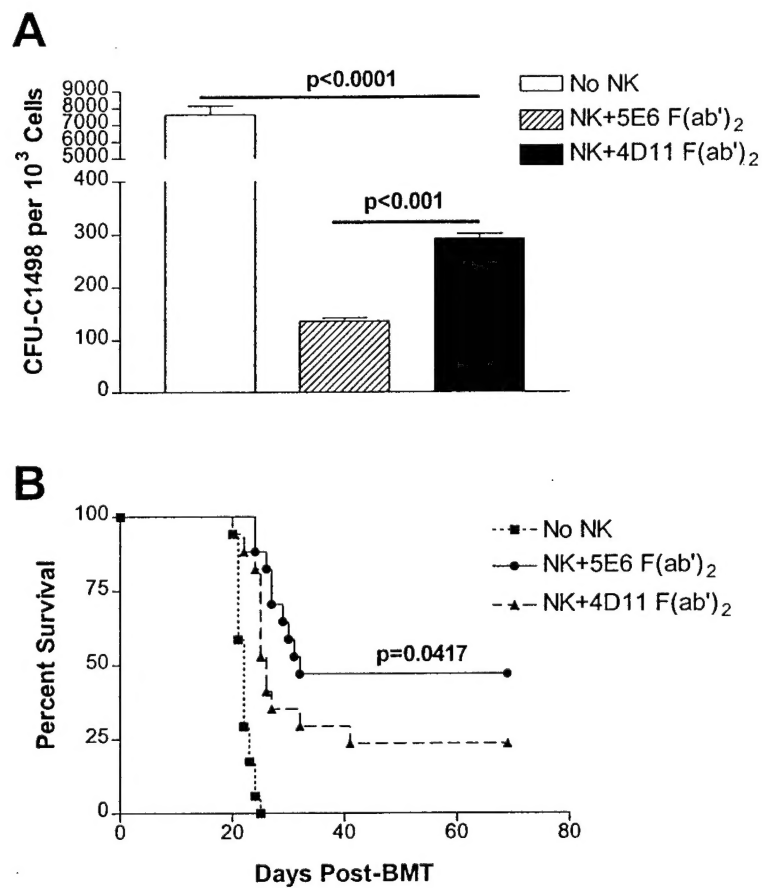 A
CFU-C1498 per 10³ Cells
9000
8000
7000
6000
5000
400
300
200
100
0
p<0.0001
p<0.001
No NK
NK+5E6 F(ab')₂
NK+4D11 F(ab')₂
B
Percent Survival
100
75
50
25
0
p=0.0417
No NK
NK+5E6 F(ab')₂
NK+4D11 F(ab')₂
0 20 40 60 80
Days Post-BMT